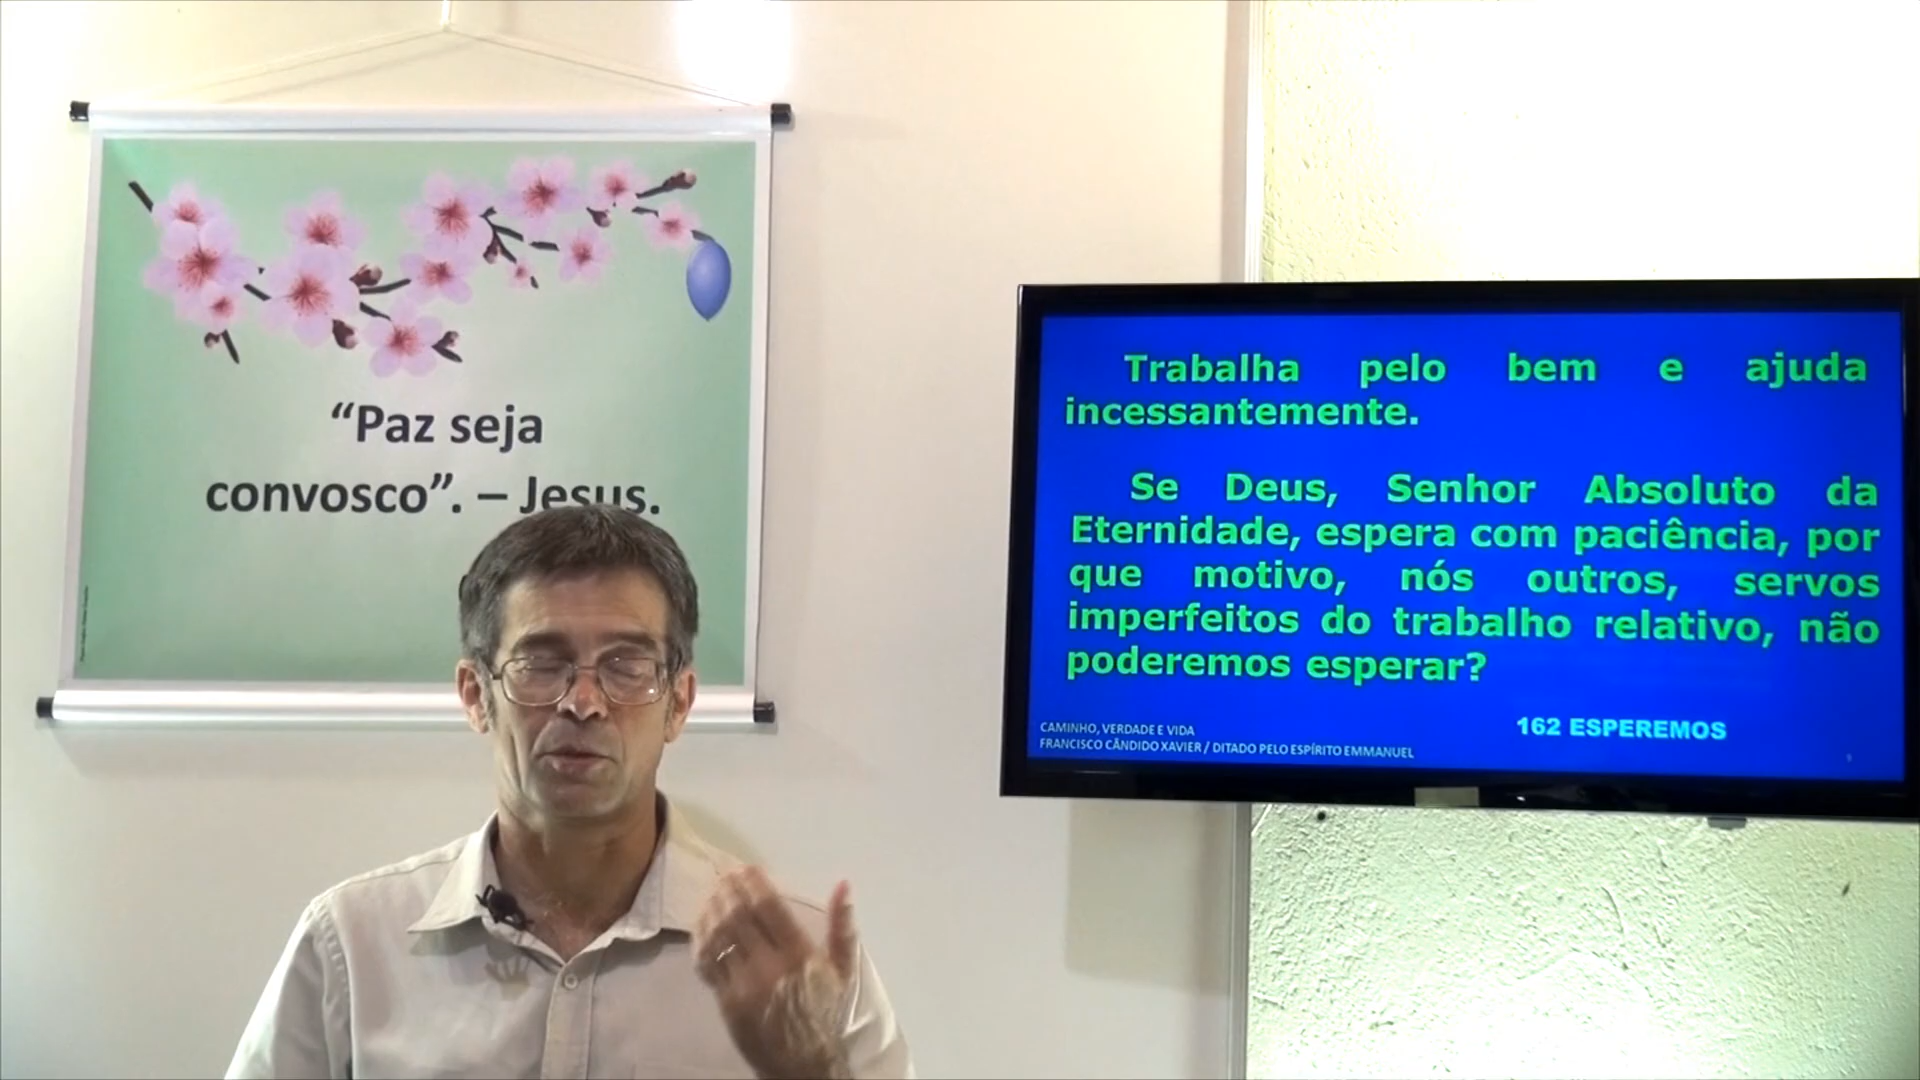 “Paz seja
convosco”. – Jesus.
Trabalha pelo bem e ajuda
incessantemente.
Se Deus, Senhor Absoluto da
Eternidade, espera com paciência, por
que motivo, nós outros, servos
imperfeitos do trabalho relativo, não
poderemos esperar?
CAMINHO, VERDADE E VIDA
FRANCISCO CÂNDIDO XAVIER / DITADO PELO ESPÍRITO EMMANUEL
162 ESPEREMOS